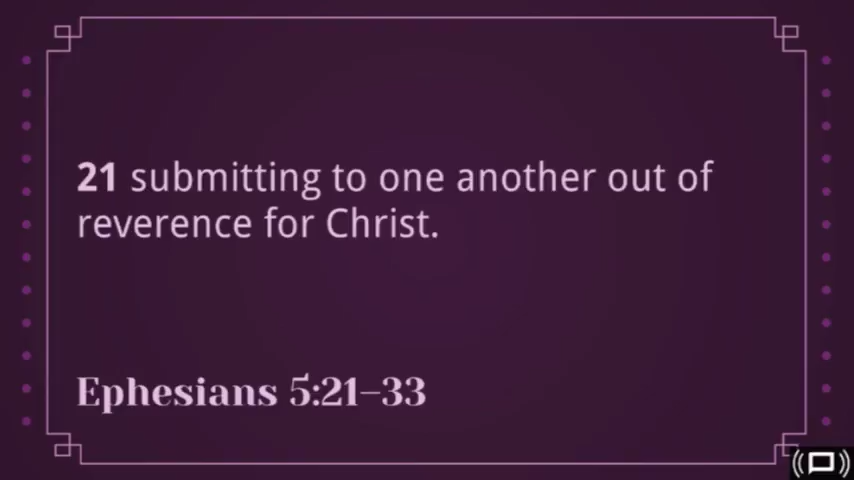 21 submitting to one another out of
reverence for Christ.
Ephesians 5:21–33